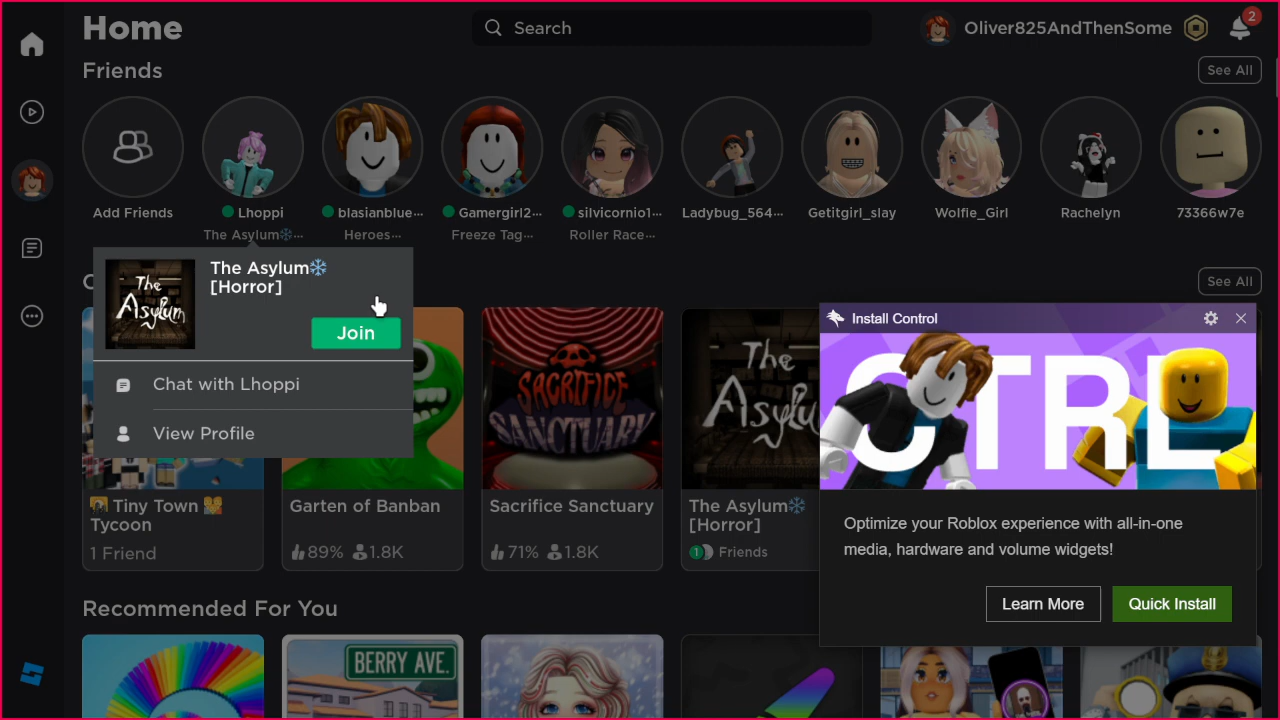 Home
Search
Oliver825AndThenSome
2
Friends
See All
Add Friends
Lhoppi
blasianblue...
Gamergirl2...
silvicornio1...
Ladybug_564...
Getitgirl_slay
Wolfie_Girl
Rachelyn
73366w7e
The Asylum❄️...
Heroes...
Freeze Tag...
Roller Race...
C
See All
The Asylum
The Asylum❄️
[Horror]
Join
Chat with Lhoppi
View Profile
SACRIFICE
SANCTUARY
The
Asylu
Tiny Town
Tycoon
1 Friend
Garten of Banban
89% 1.8K
Sacrifice Sanctuary
71% 1.8K
The Asylum❄️
[Horror]
1 Friends
Install Control
CTRL
Optimize your Roblox experience with all-in-one
media, hardware and volume widgets!
Learn More
Quick Install
Recommended For You
BERRY AVE.